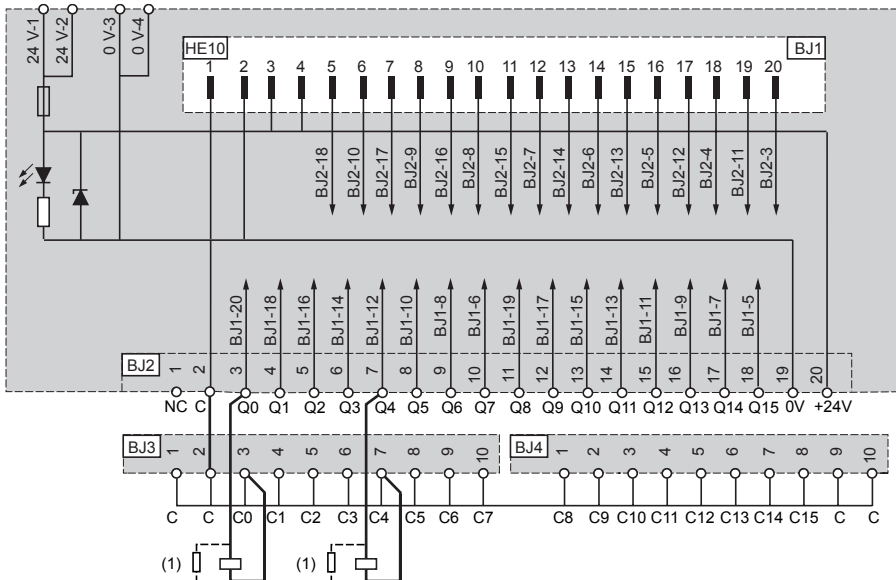 24 V-1
24 V-2
0 V-3
0 V-4
HE10
BJ1
1 2 3 4 5 6 7 8 9 10 11 12 13 14 15 16 17 18 19 20
BJ2-18
BJ2-10
BJ2-17
BJ2-9
BJ2-16
BJ2-8
BJ2-15
BJ2-7
BJ2-14
BJ2-6
BJ2-13
BJ2-5
BJ2-12
BJ2-4
BJ2-11
BJ2-3
BJ1-20
BJ1-18
BJ1-16
BJ1-14
BJ1-12
BJ1-10
BJ1-8
BJ1-6
BJ1-19
BJ1-17
BJ1-15
BJ1-13
BJ1-11
BJ1-9
BJ1-7
BJ1-5
BJ2
1 2 3 4 5 6 7 8 9 10 11 12 13 14 15 16 17 18 19 20
NC C Q0 Q1 Q2 Q3 Q4 Q5 Q6 Q7 Q8 Q9 Q10 Q11 Q12 Q13 Q14 Q15 0V +24V
BJ3
1 2 3 4 5 6 7 8 9 10
BJ4
1 2 3 4 5 6 7 8 9 10
C C C0 C1 C2 C3 C4 C5 C6 C7
C8 C9 C10 C11 C12 C13 C14 C15 C C
(1)
(1)